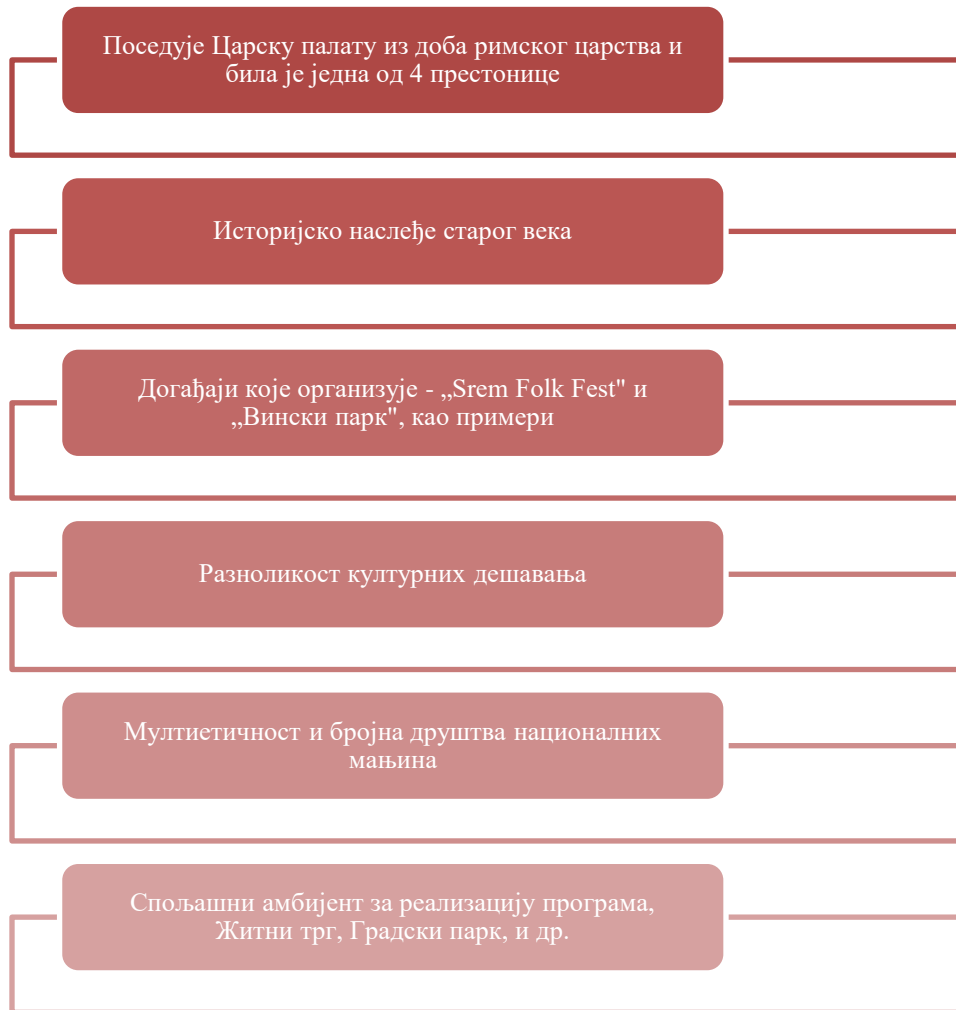 Поседује Царску палату из доба римског царства и
била је једна од 4 престонице
Историјско наслеђе старог века
Догађаји које организује - „Srem Folk Fest" и
„Вински парк", као примери
Разноликост културних дешавања
Мултиетичност и бројна друштва националних
мањина
Спољашни амбијент за реализацију програма,
Житни трг, Градски парк, и др.